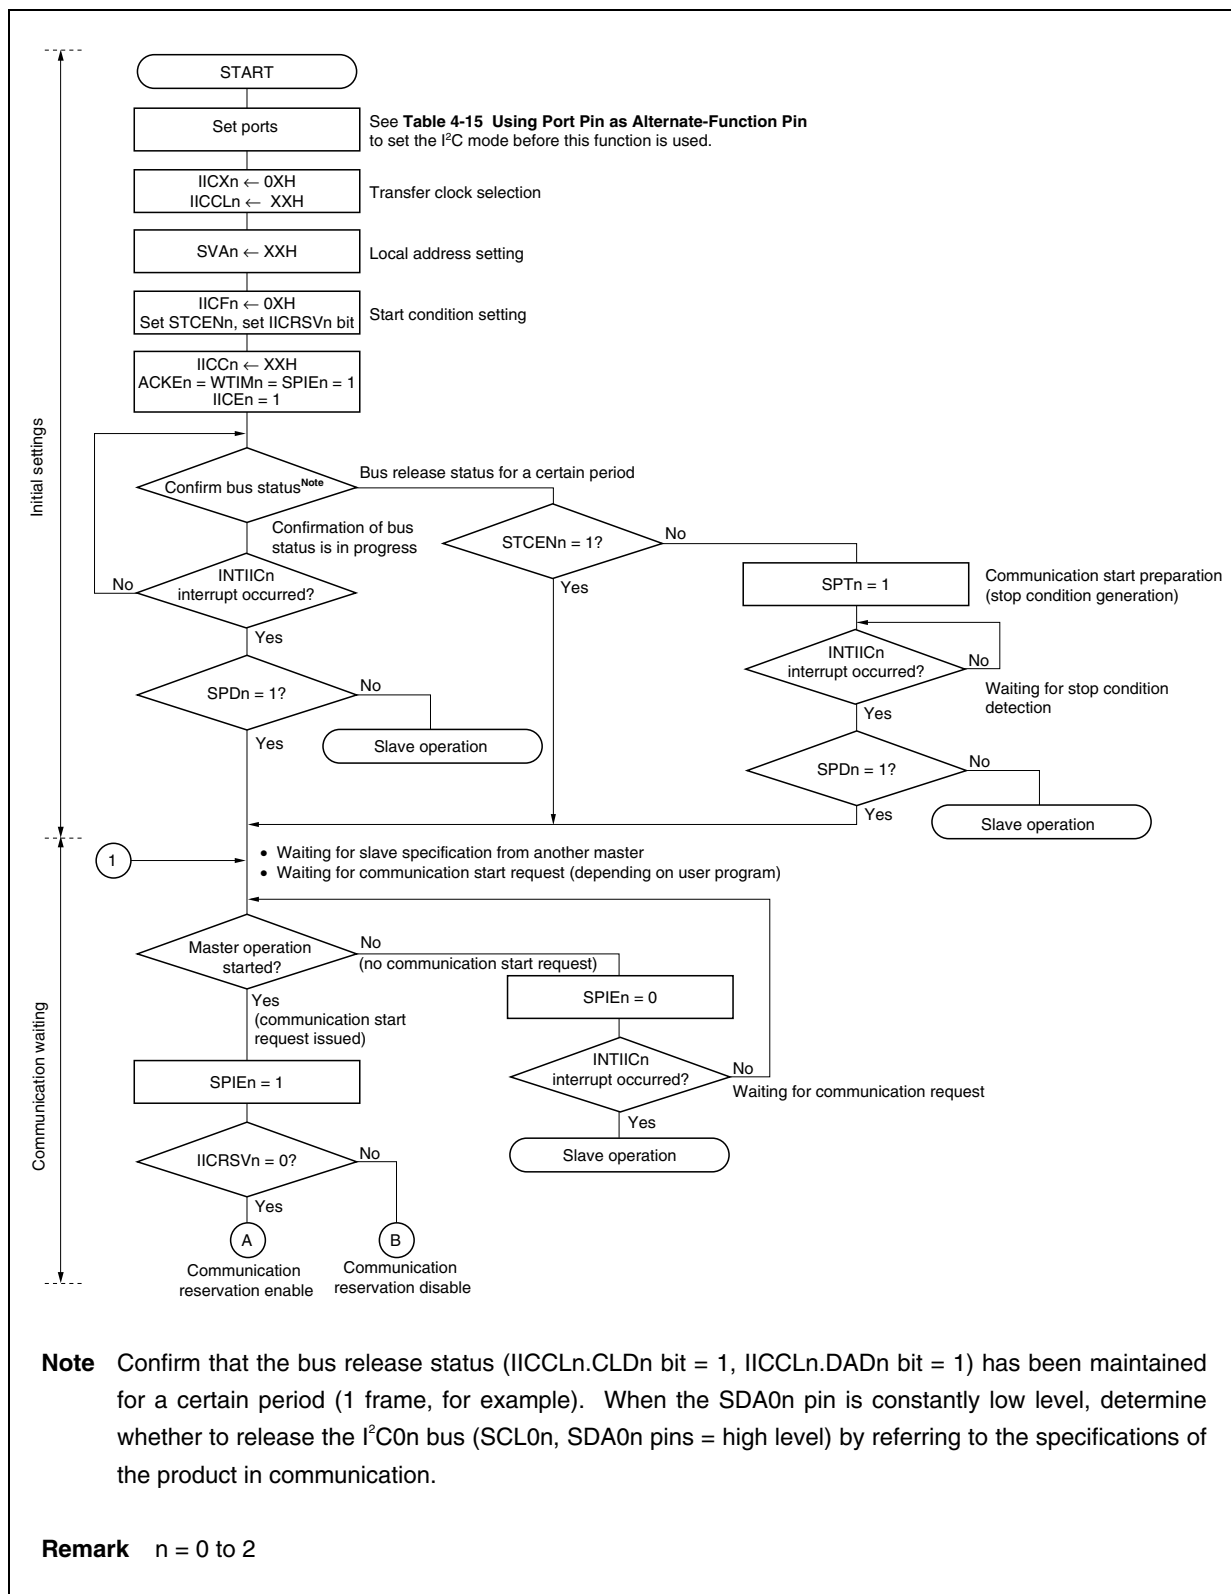 START
Set ports
See Table 4-15 Using Port Pin as Alternate-Function Pin
to set the I²C mode before this function is used.
IICXn ← 0XH
IICCLn ← XXH
Transfer clock selection
SVAn ← XXH
Local address setting
IICFn ← 0XH
Set STCENn, set IICRSVn bit
Start condition setting
IICCn ← XXH
ACKEn = WTIMn = SPIEn = 1
IICEn = 1
Initial settings
Confirm bus status^Note
Bus release status for a certain period
Confirmation of bus
status is in progress
STCENn = 1?
No
Yes
No
INTIICn
interrupt occurred?
Yes
SPTn = 1
Communication start preparation
(stop condition generation)
INTIICn
interrupt occurred?
No
Waiting for stop condition
detection
Yes
SPDn = 1?
No
Yes
Slave operation
SPDn = 1?
No
Yes
Slave operation
1
• Waiting for slave specification from another master
• Waiting for communication start request (depending on user program)
Communication waiting
Master operation
started?
No
(no communication start request)
Yes
(communication start
request issued)
SPIEn = 0
INTIICn
interrupt occurred?
No
Waiting for communication request
Yes
Slave operation
SPIEn = 1
IICRSVn = 0?
No
Yes
A
B
Communication
reservation enable
Communication
reservation disable
Note Confirm that the bus release status (IICCLn.CLDn bit = 1, IICCLn.DADn bit = 1) has been maintained
for a certain period (1 frame, for example). When the SDA0n pin is constantly low level, determine
whether to release the I²C0n bus (SCL0n, SDA0n pins = high level) by referring to the specifications of
the product in communication.
Remark n = 0 to 2